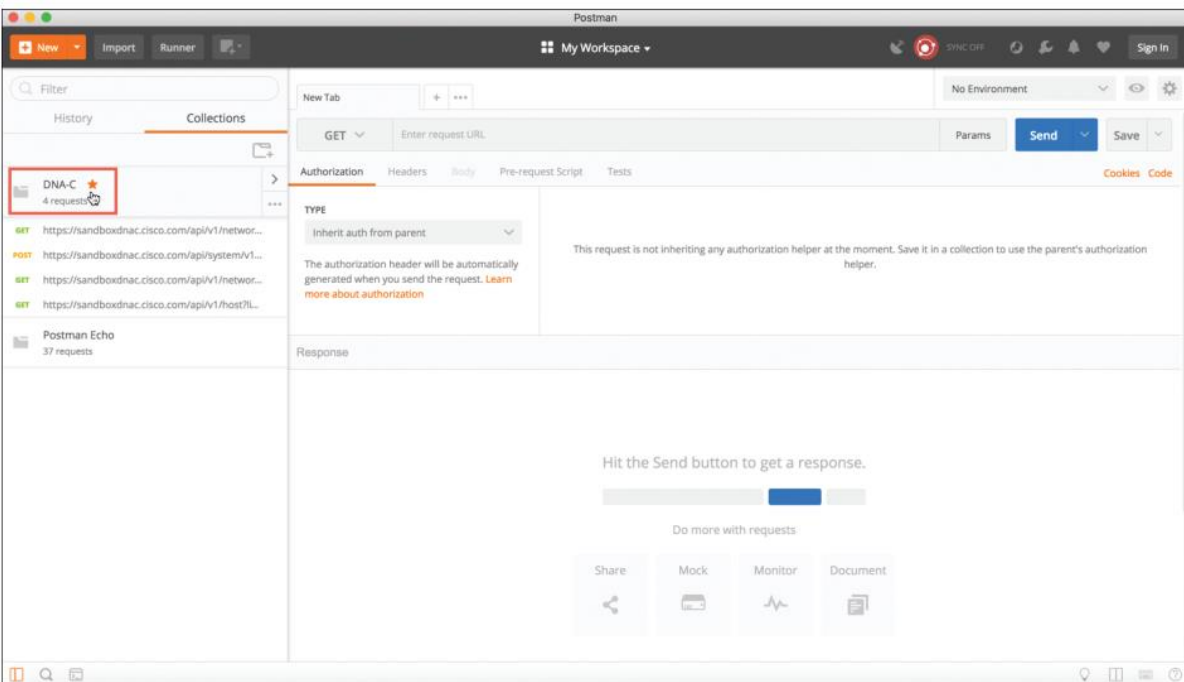 Postman
New
Import
Runner
My Workspace
SYNC OFF
Sign In
Filter
History
Collections
DNA-C
4 requests
GET https://sandboxdnac.cisco.com/api/v1/networ...
POST https://sandboxdnac.cisco.com/api/system/v1...
GET https://sandboxdnac.cisco.com/api/v1/networ...
GET https://sandboxdnac.cisco.com/api/v1/host?li...
Postman Echo
37 requests
New Tab
No Environment
GET
Enter request URL
Params
Send
Save
Authorization
Headers
Body
Pre-request Script
Tests
Cookies
Code
TYPE
Inherit auth from parent
The authorization header will be automatically
generated when you send the request. Learn
more about authorization
This request is not inheriting any authorization helper at the moment. Save it in a collection to use the parent's authorization
helper.
Response
Hit the Send button to get a response.
Do more with requests
Share
Mock
Monitor
Document